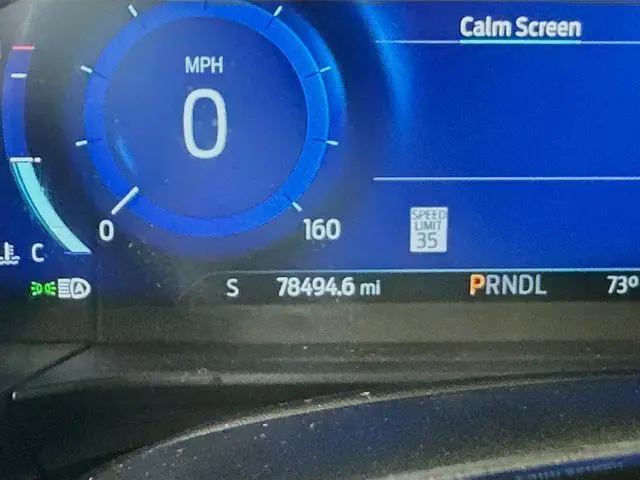 Calm Screen
MPH
0
0
160
SPEED
LIMIT
35
C
S
78494.6 mi
PRNDL
73°